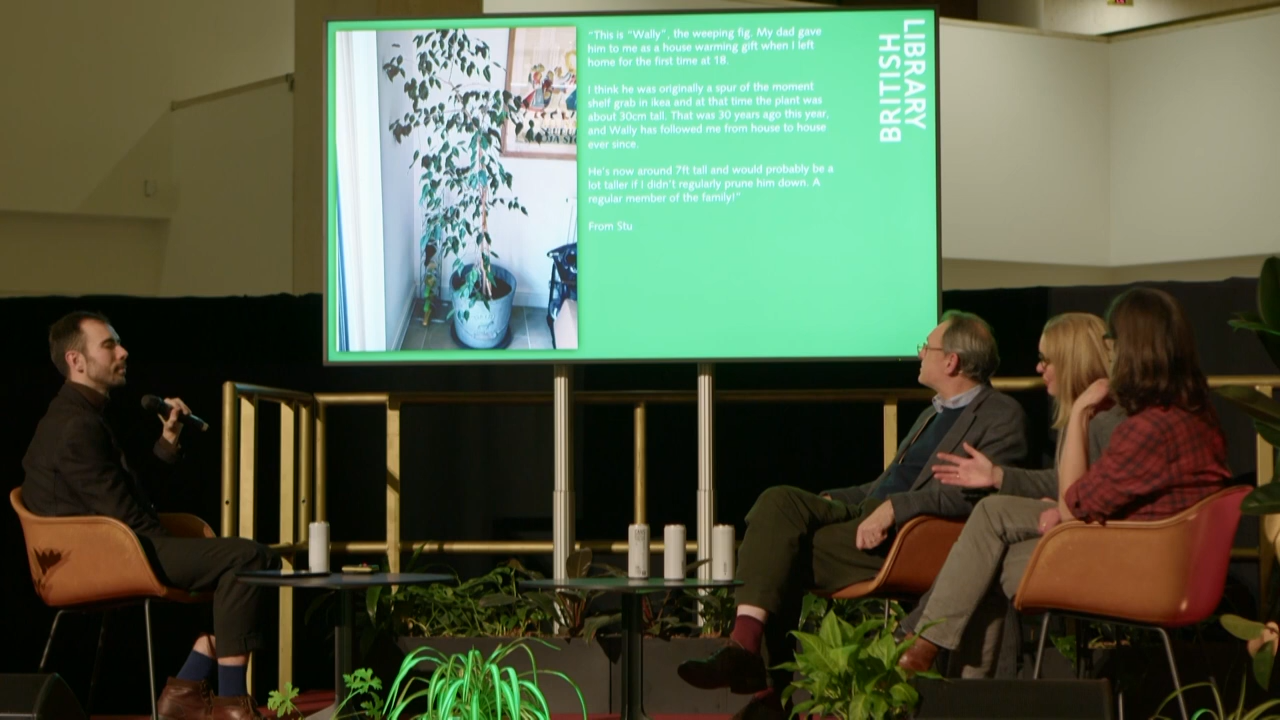 "This is "Wally", the weeping fig. My dad gave
him to me as a house warming gift when I left
home for the first time at 18.
I think he was originally a spur of the moment
shelf grab in ikea and at that time the plant was
about 30cm tall. That was 30 years ago this year,
and Wally has followed me from house to house
ever since.
He's now around 7ft tall and would probably be a
lot taller if I didn't regularly prune him down. A
regular member of the family!"
From Stu
BRITISH
LIBRARY